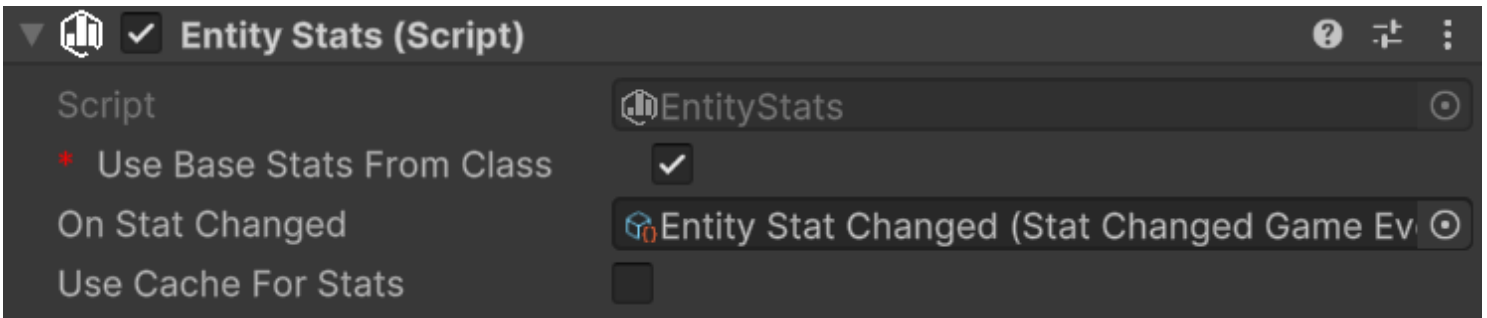 Entity Stats (Script)
Script EntityStats
* Use Base Stats From Class
On Stat Changed Entity Stat Changed (Stat Changed Game Ev
Use Cache For Stats